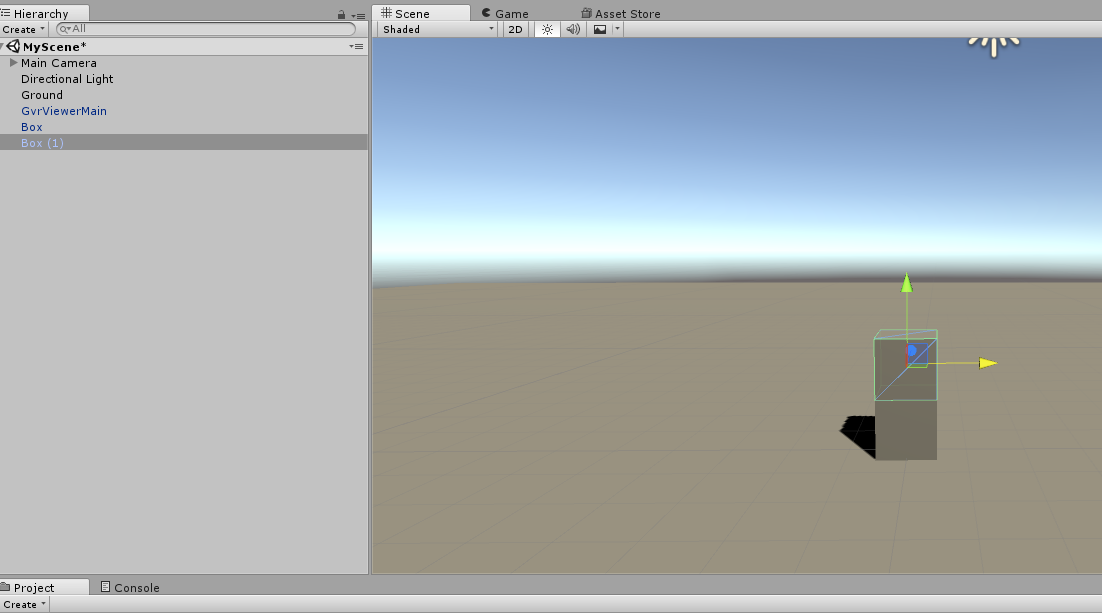 Hierarchy
Create All
MyScene*
Main Camera
Directional Light
Ground
GvrViewerMain
Box
Box (1)
Scene Game Asset Store
Shaded 2D
Project Console
Create